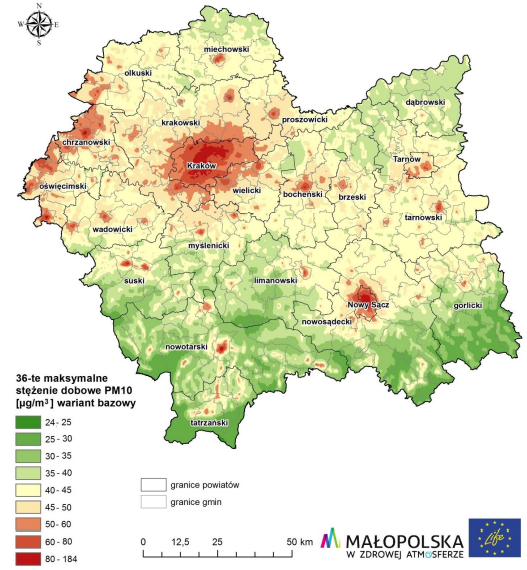 N
W E
S
miechowski
olkuski
dąbrowski
krakowski
proszowicki
chrzanowski
Tarnów
Kraków
oświęcimski
wielicki
bocheński
brzeski
tarnowski
wadowicki
myślenicki
suski
limanowski
Nowy Sącz
gorlicki
nowosądecki
nowotarski
tatrzański
36-te maksymalne
stężenie dobowe PM10
[µg/m³] wariant bazowy
24 - 25
25 - 30
30 - 35
35 - 40
40 - 45
45 - 50
50 - 60
60 - 80
80 - 184
granice powiatów
granice gmin
0 12,5 25 50 km
MAŁOPOLSKA
W ZDROWEJ ATMOSFERZE
Life